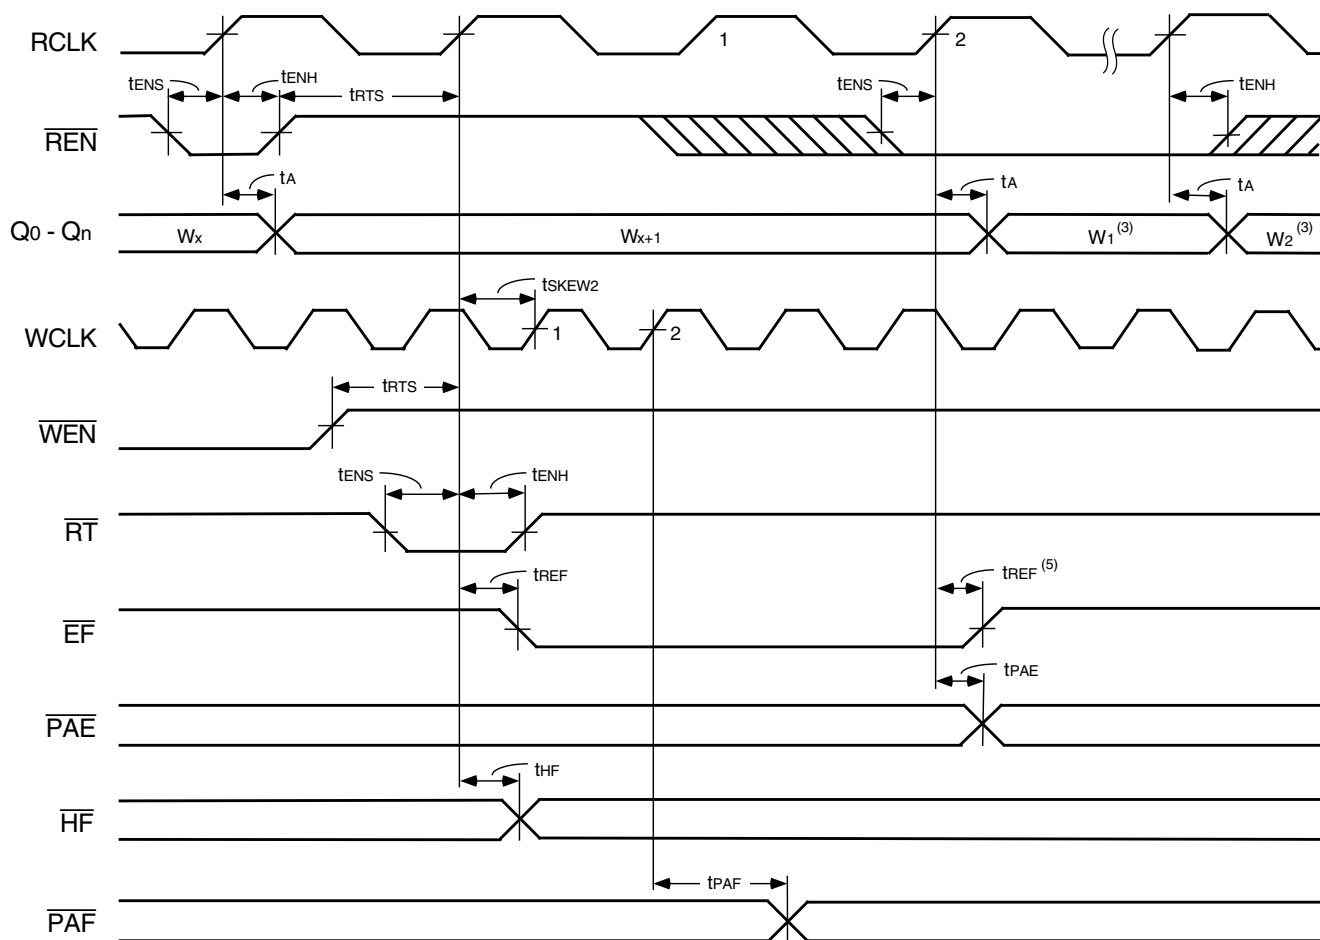 RCLK
1
2
tENS
tENH
tRTS
tENS
tENH
REN
tA
tA
tA
Q0 - Qn
Wx
Wx+1
W1 (3)
W2 (3)
tSKEW2
WCLK
1
2
tRTS
WEN
tENS
tENH
RT
tREF
tREF (5)
EF
tPAE
PAE
tHF
HF
tPAF
PAF